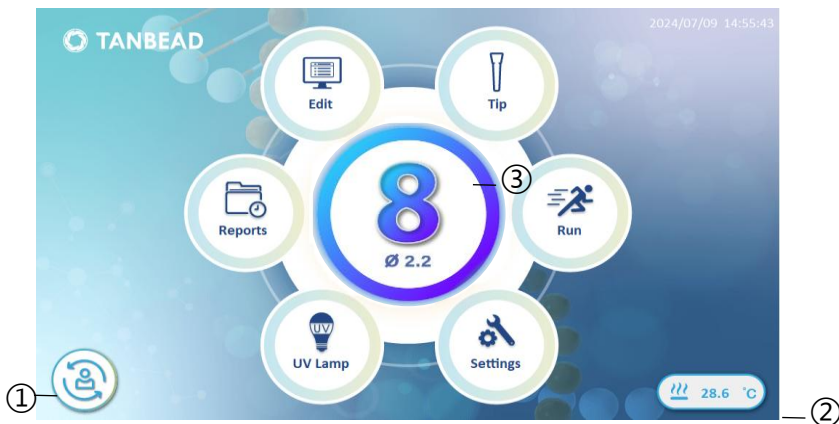 TANBEAD
2024/07/09 14:55:43
Edit
Tip
Reports
8
Ø 2.2
③
Run
UV
UV Lamp
Settings
①
28.6 °C
②